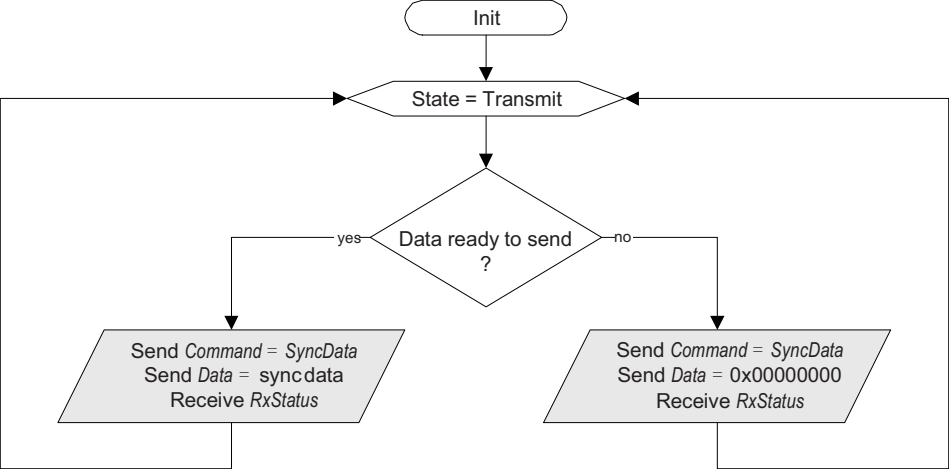 Init
State = Transmit
Data ready to send
?
yes
no
Send Command = SyncData
Send Data = syncdata
Receive RxStatus
Send Command = SyncData
Send Data = 0x00000000
Receive RxStatus